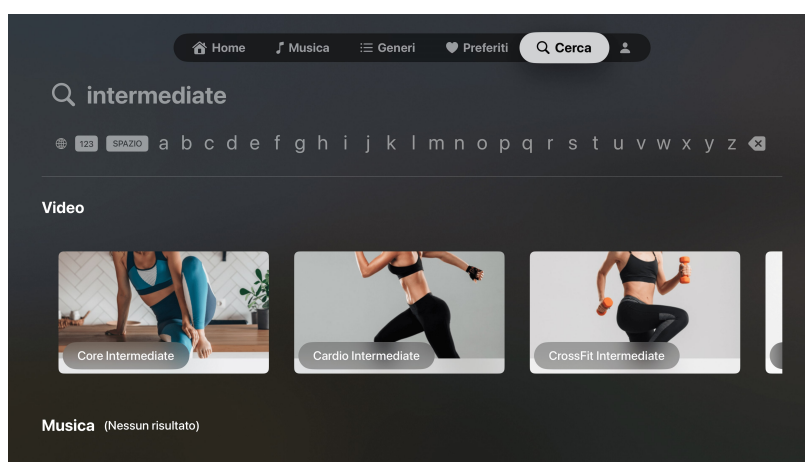 Home Musica Generi Preferiti Cerca
intermediate
123 SPAZIO a b c d e f g h i j k l m n o p q r s t u v w x y z
Video
Core Intermediate Cardio Intermediate CrossFit Intermediate
Musica (Nessun risultato)